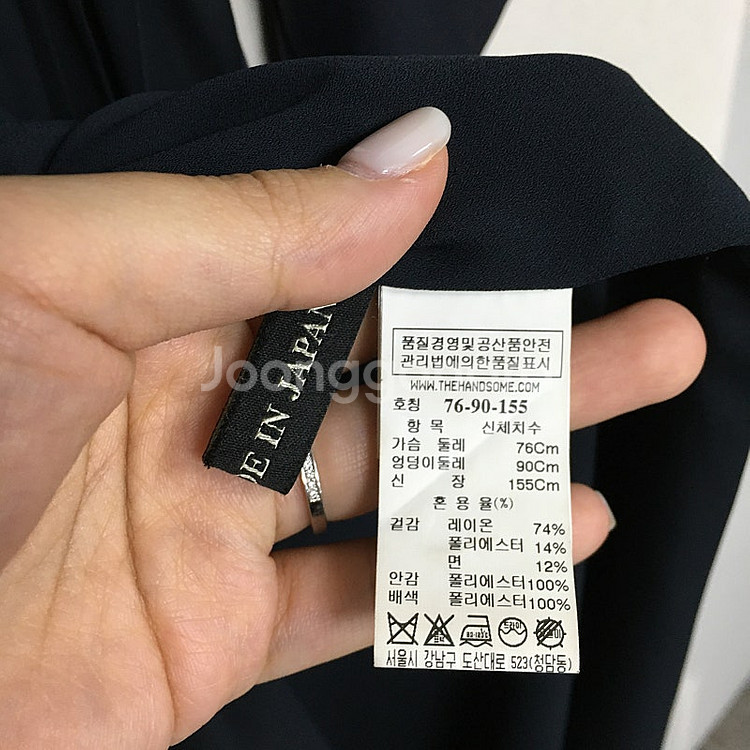 품질경영및공산품안전
관리법에의한품질표시
WWW.THEHANDSOME.COM
호칭 76-90-155
항 목 신체치수
가슴 둘레 76Cm
엉덩이둘레 90Cm
신 장 155Cm
혼 용 율(%)
겉감 레이온 74%
폴리에스터 14%
면 12%
안감 폴리에스터100%
배색 폴리에스터100%
드라이
서울시 강남구 도산대로 523(청담동)
DE IN JAPAN